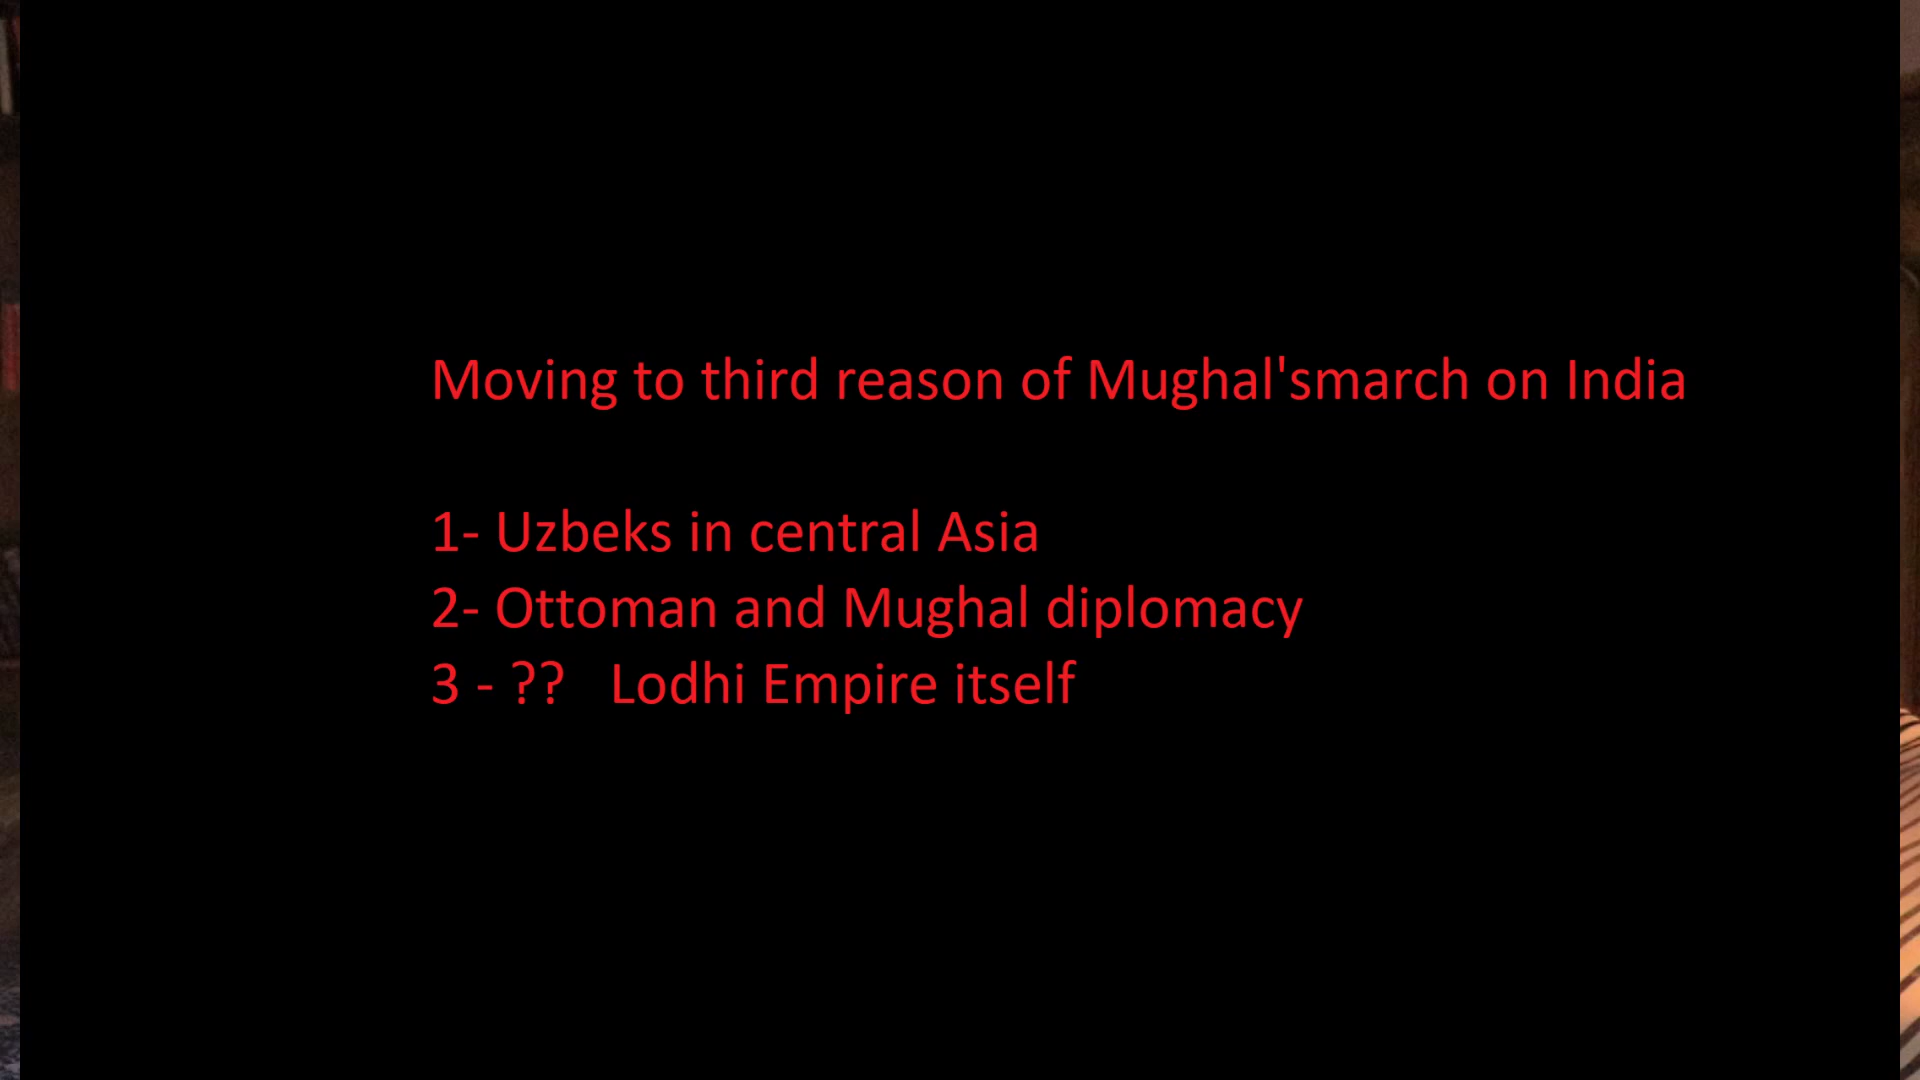 Moving to third reason of Mughal'smarch on India
1- Uzbeks in central Asia
2- Ottoman and Mughal diplomacy
3 - ?? Lodhi Empire itself